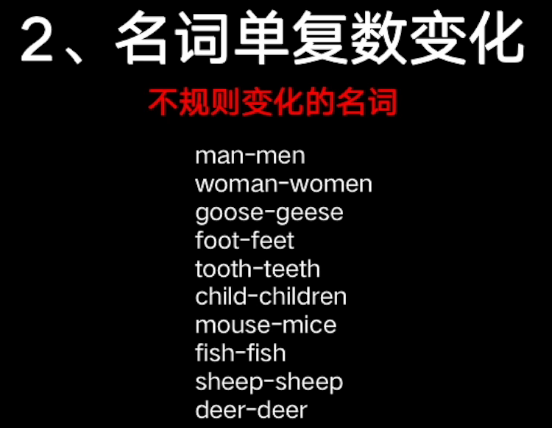 2、名词单复数变化
不规则变化的名词
man-men
woman-women
goose-geese
foot-feet
tooth-teeth
child-children
mouse-mice
fish-fish
sheep-sheep
deer-deer